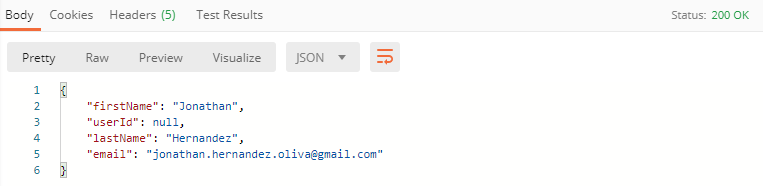 Body Cookies Headers (5) Test Results Status: 200 OK
Pretty Raw Preview Visualize JSON
1 {
2 "firstName": "Jonathan",
3 "userId": null,
4 "lastName": "Hernandez",
5 "email": "jonathan.hernandez.oliva@gmail.com"
6 }